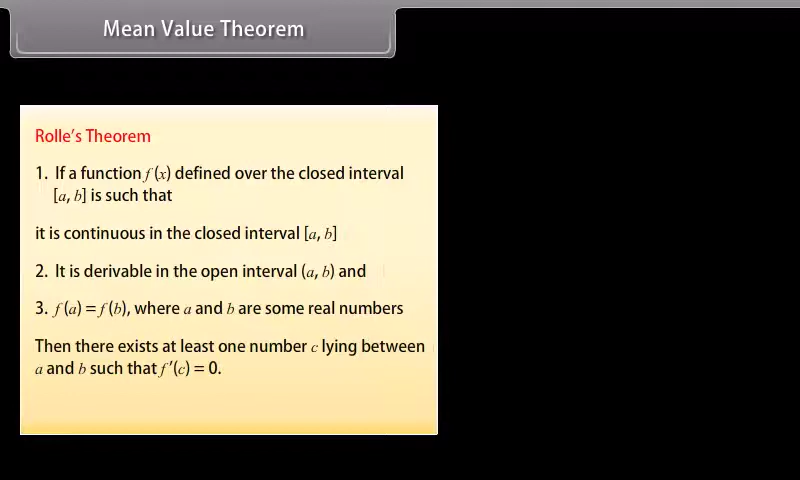 Mean Value Theorem
Rolle's Theorem
1. If a function f (x) defined over the closed interval
[a, b] is such that
it is continuous in the closed interval [a, b]
2. It is derivable in the open interval (a, b) and
3. f (a) = f (b), where a and b are some real numbers
Then there exists at least one number c lying between
a and b such that f ′(c) = 0.